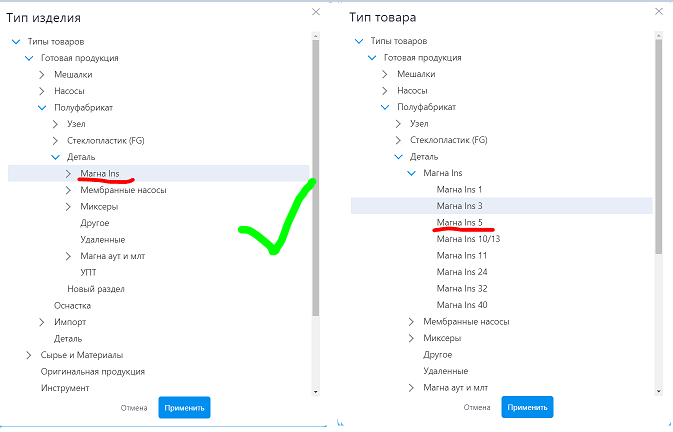 Тип изделия
Типы товаров
Готовая продукция
Мешалки
Насосы
Полуфабрикат
Узел
Стеклопластик (FG)
Деталь
Магна Ins
Мембранные насосы
Миксеры
Другое
Удаленные
Магна аут и млт
УПТ
Новый раздел
Оснастка
Импорт
Деталь
Сырье и Материалы
Оригинальная продукция
Инструмент
Отмена
Применить
Тип товара
Типы товаров
Готовая продукция
Мешалки
Насосы
Полуфабрикат
Узел
Стеклопластик (FG)
Деталь
Магна Ins
Магна Ins 1
Магна Ins 3
Магна Ins 5
Магна Ins 10/13
Магна Ins 11
Магна Ins 24
Магна Ins 32
Магна Ins 40
Мембранные насосы
Миксеры
Другое
Удаленные
Магна аут и млт
Отмена
Применить